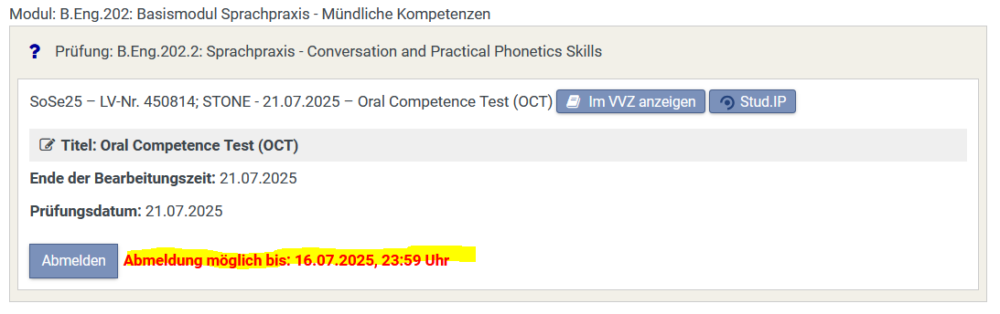 Modul: B.Eng.202: Basismodul Sprachpraxis - Mündliche Kompetenzen
? Prüfung: B.Eng.202.2: Sprachpraxis - Conversation and Practical Phonetics Skills
SoSe25 – LV-Nr. 450814; STONE - 21.07.2025 – Oral Competence Test (OCT) Im VVZ anzeigen Stud.IP
Titel: Oral Competence Test (OCT)
Ende der Bearbeitungszeit: 21.07.2025
Prüfungsdatum: 21.07.2025
Abmelden Abmeldung möglich bis: 16.07.2025, 23:59 Uhr